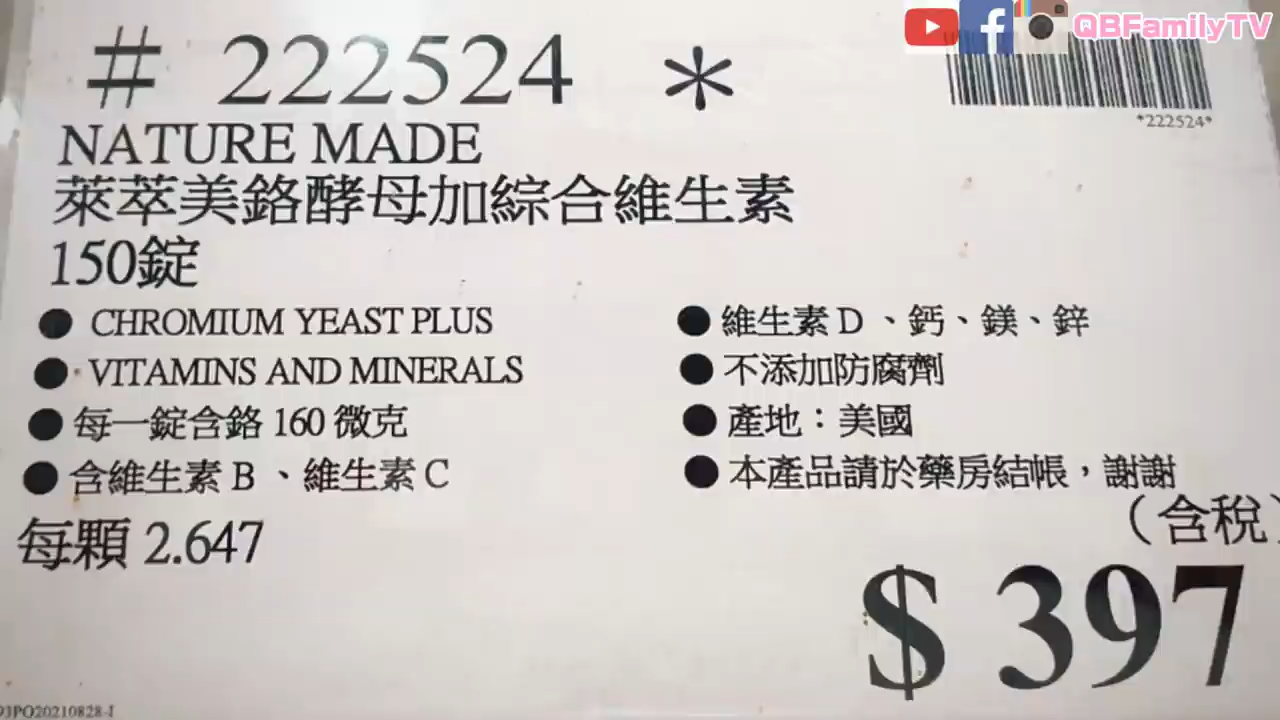 QBFamilyTV
# 222524 *
*222524*
NATURE MADE
萊萃美鉻酵母加綜合維生素
150錠
● CHROMIUM YEAST PLUS
● VITAMINS AND MINERALS
● 每一錠含鉻 160 微克
● 含維生素 B 、維生素 C
● 維生素 D 、鈣、鎂、鋅
● 不添加防腐劑
● 產地：美國
● 本產品請於藥房結帳，謝謝
每顆 2.647
（含稅）
$ 397
93PQ20210828-1